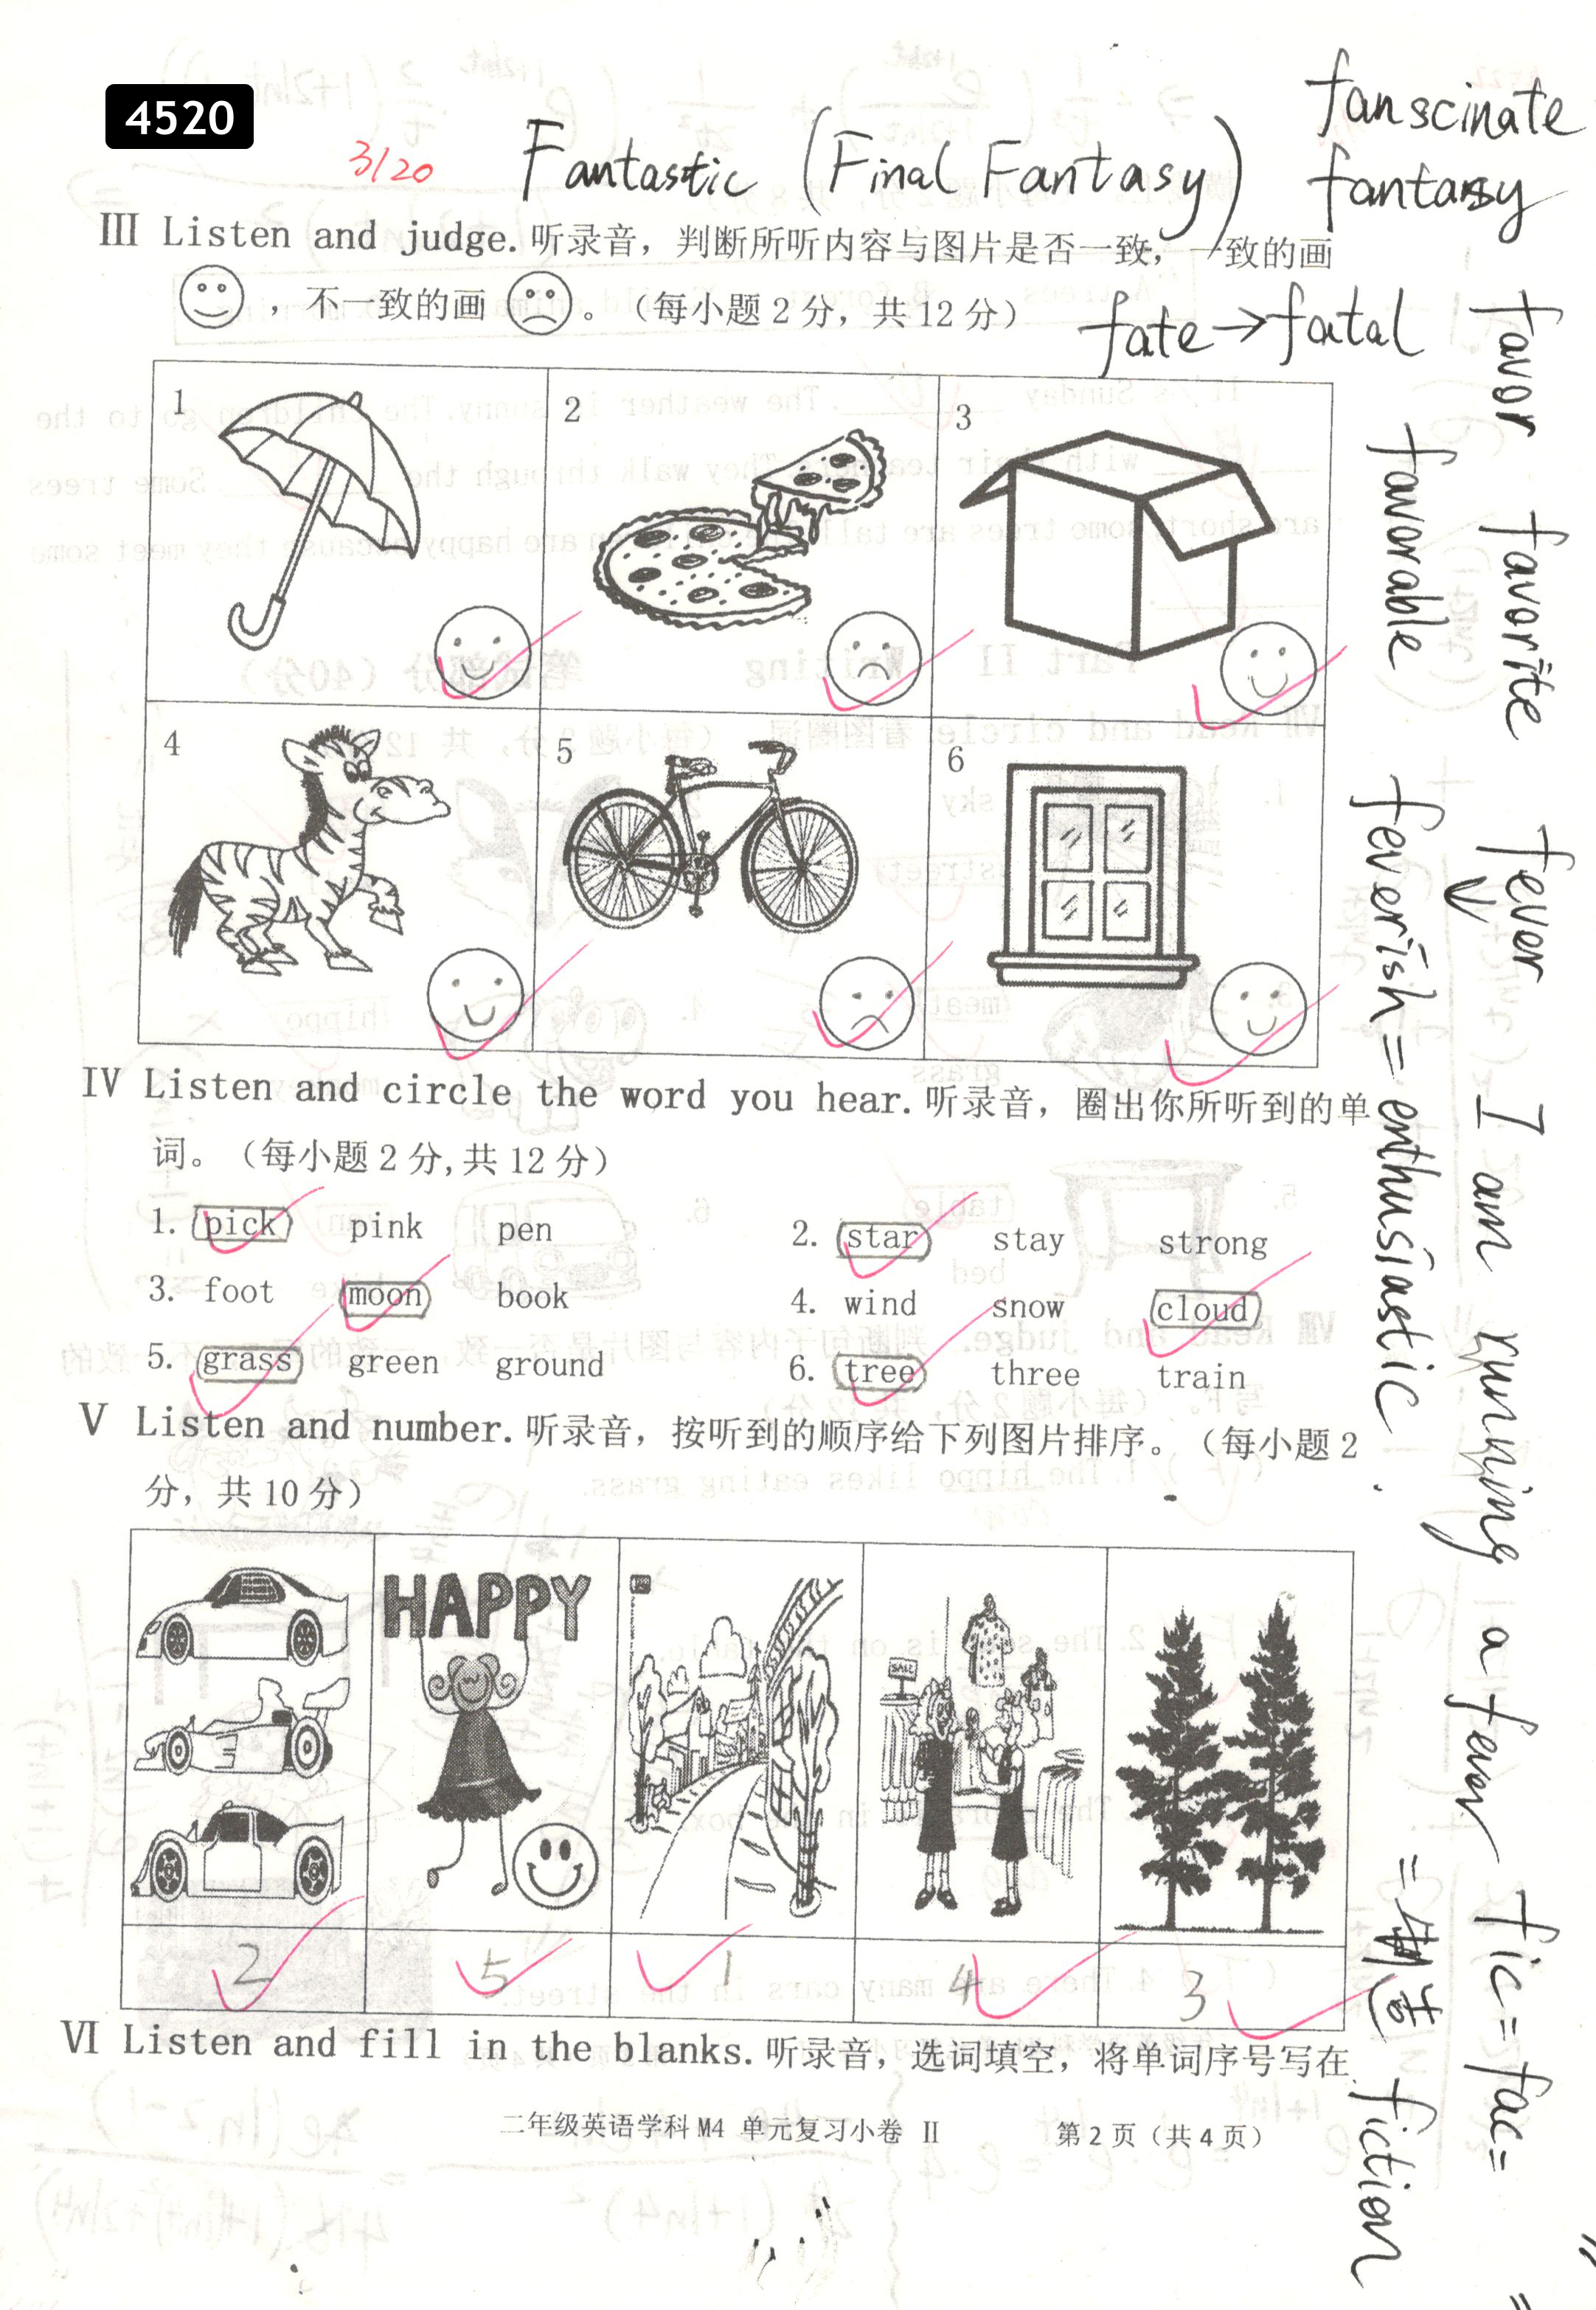 4520
3/20
Fantastic (Final Fantasy)
fanscinate
fantasy
III Listen and judge. 听录音，判断所听内容与图片是否一致，一致的画
，不一致的画 。（每小题 2 分，共 12 分）
fate → fatal
1 2 3
4 5 6
IV Listen and circle the word you hear. 听录音，圈出你所听到的单
词。（每小题 2 分, 共 12 分）
1. pick pink pen 2. star stay strong
3. foot moon book 4. wind snow cloud
5. grass green ground 6. tree three train
V Listen and number. 听录音，按听到的顺序给下列图片排序。（每小题 2
分，共 10 分）
HAPPY
SALE
2 5 1 4 3
VI Listen and fill in the blanks. 听录音，选词填空，将单词序号写在
二年级英语学科 M4 单元复习小卷 II 第 2 页（共 4 页）
favor favorite fever I am running a fever fic = fac =
favorable feverish = enthusiastic = 制造 fiction